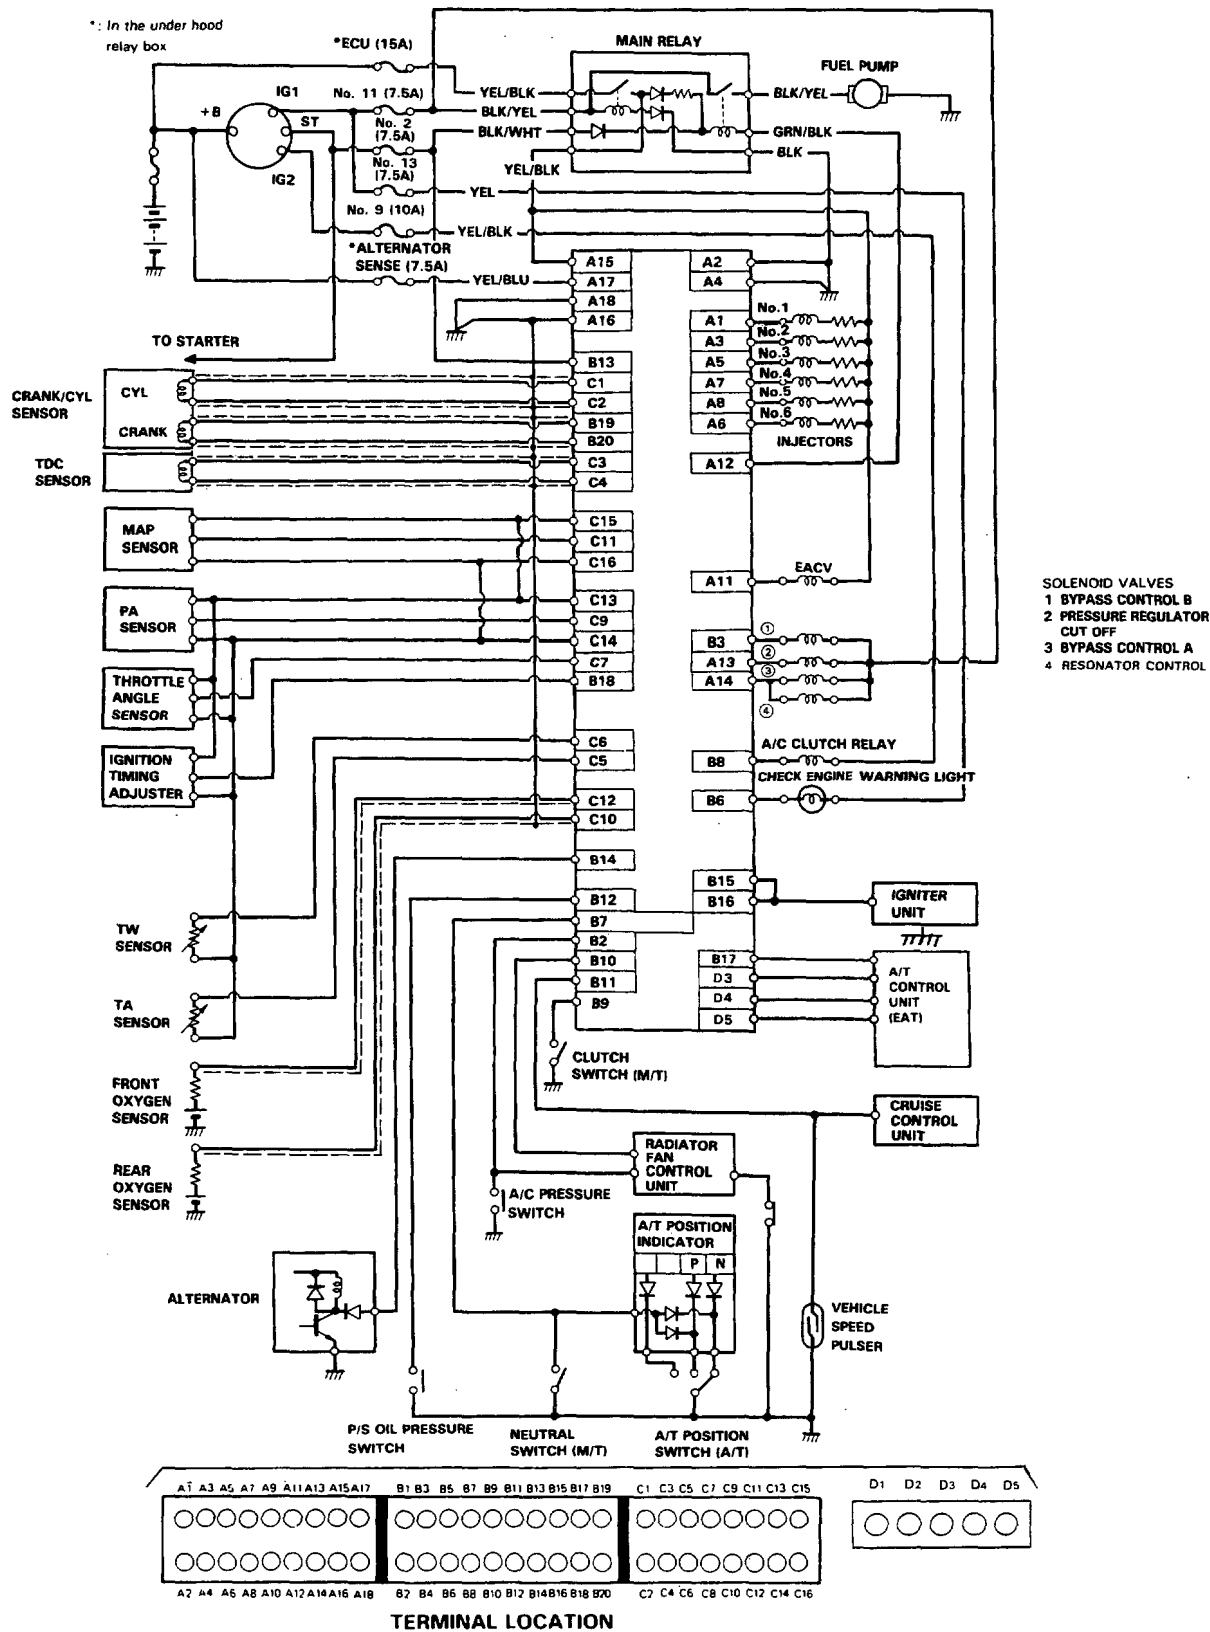 *: In the under hood
relay box
*ECU (15A)
MAIN RELAY
FUEL PUMP
IG1
No. 11 (7.5A)
YEL/BLK
BLK/YEL
BLK/YEL
+B
ST
No. 2
(7.5A)
BLK/WHT
GRN/BLK
No. 13
(7.5A)
YEL/BLK
BLK
IG2
YEL
No. 9 (10A)
YEL/BLK
*ALTERNATOR
SENSE (7.5A)
YEL/BLU
A15
A17
A18
A16
A2
A4
TO STARTER
B13
C1
C2
B19
B20
C3
C4
A1
A3
A5
A7
A8
A6
No.1
No.2
No.3
No.4
No.5
No.6
INJECTORS
A12
CRANK/CYL
SENSOR
CYL
CRANK
TDC
SENSOR
MAP
SENSOR
C15
C11
C16
PA
SENSOR
C13
C9
C14
C7
B18
THROTTLE
ANGLE
SENSOR
IGNITION
TIMING
ADJUSTER
A11
EACV
B3
A13
A14
1
2
3
4
SOLENOID VALVES
1 BYPASS CONTROL B
2 PRESSURE REGULATOR
CUT OFF
3 BYPASS CONTROL A
4 RESONATOR CONTROL
C6
C5
A/C CLUTCH RELAY
B8
CHECK ENGINE WARNING LIGHT
B6
C12
C10
B14
B12
B7
B2
B10
B11
B9
B15
B16
IGNITER
UNIT
B17
D3
D4
D5
A/T
CONTROL
UNIT
(EAT)
TW
SENSOR
TA
SENSOR
FRONT
OXYGEN
SENSOR
REAR
OXYGEN
SENSOR
CLUTCH
SWITCH (M/T)
CRUISE
CONTROL
UNIT
RADIATOR
FAN
CONTROL
UNIT
A/C PRESSURE
SWITCH
A/T POSITION
INDICATOR
P N
ALTERNATOR
VEHICLE
SPEED
PULSER
P/S OIL PRESSURE
SWITCH
NEUTRAL
SWITCH (M/T)
A/T POSITION
SWITCH (A/T)
A1 A3 A5 A7 A9 A11 A13 A15 A17 B1 B3 B5 B7 B9 B11 B13 B15 B17 B19 C1 C3 C5 C7 C9 C11 C13 C15 D1 D2 D3 D4 D5
A2 A4 A6 A8 A10 A12 A14 A16 A18 B2 B4 B6 B8 B10 B12 B14 B16 B18 B20 C2 C4 C6 C8 C10 C12 C14 C16
TERMINAL LOCATION